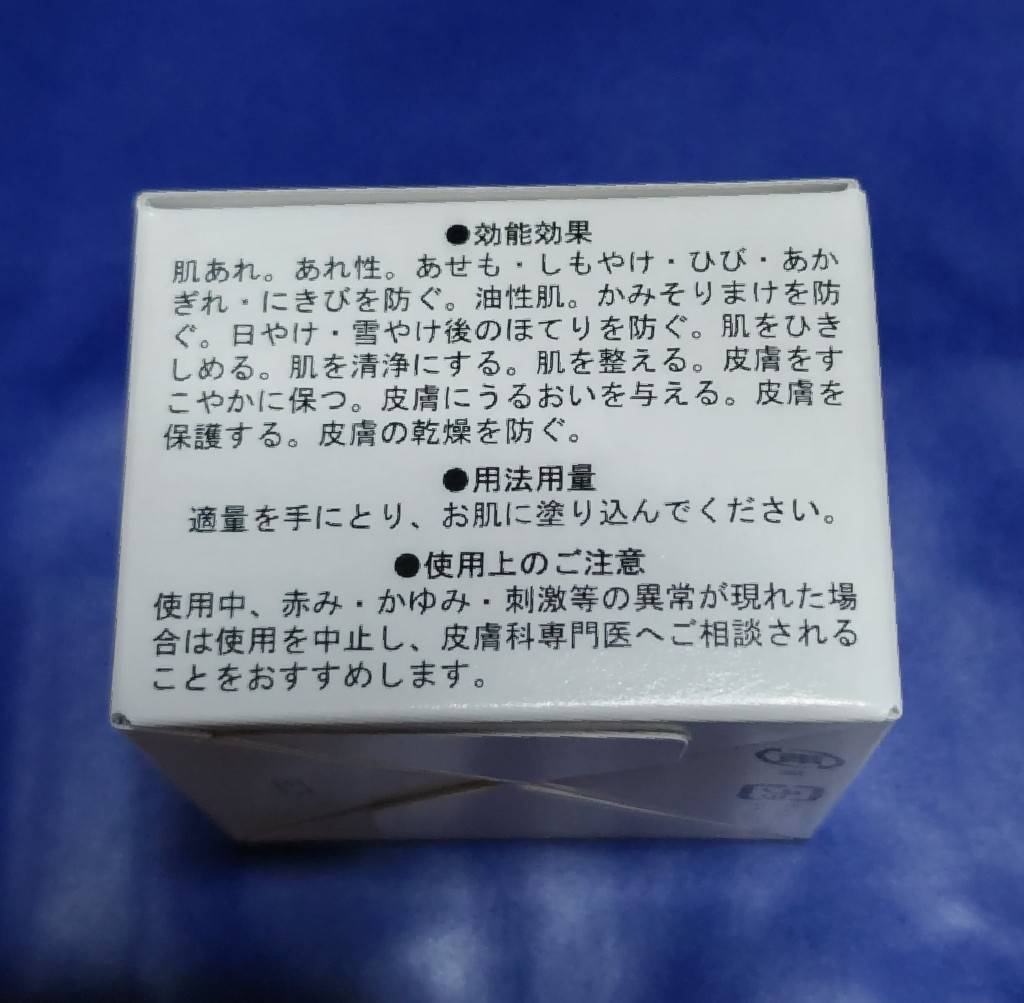 ●効能効果
肌あれ。あれ性。あせも・しもやけ・ひび・あか
ぎれ・にきびを防ぐ。油性肌。かみそりまけを防
ぐ。日やけ・雪やけ後のほてりを防ぐ。肌をひき
しめる。肌を清浄にする。肌を整える。皮膚をす
こやかに保つ。皮膚にうるおいを与える。皮膚を
保護する。皮膚の乾燥を防ぐ。
●用法用量
適量を手にとり、お肌に塗り込んでください。
●使用上のご注意
使用中、赤み・かゆみ・刺激等の異常が現れた場
合は使用を中止し、皮膚科専門医へご相談される
ことをおすすめします。